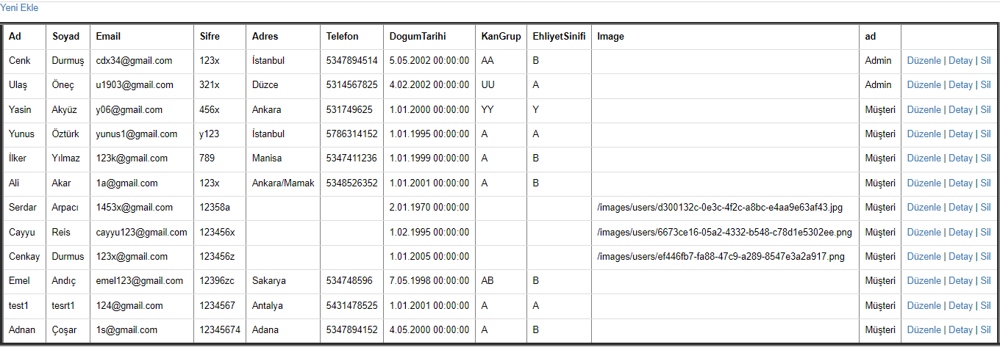 Yeni Ekle
Ad Soyad Email Sifre Adres Telefon DogumTarihi KanGrup EhliyetSinifi Image ad
Cenk Durmuş cdx34@gmail.com 123x İstanbul 5347894514 5.05.2002 00:00:00 AA B Admin Düzenle | Detay | Sil
Ulaş Öneç u1903@gmail.com 321x Düzce 5314567825 4.02.2002 00:00:00 UU A Admin Düzenle | Detay | Sil
Yasin Akyüz y06@gmail.com 456x Ankara 531749625 1.01.2000 00:00:00 YY Y Müşteri Düzenle | Detay | Sil
Yunus Öztürk yunus1@gmail.com y123 İstanbul 5786314152 1.01.1995 00:00:00 A A Müşteri Düzenle | Detay | Sil
İlker Yılmaz 123k@gmail.com 789 Manisa 5347411236 1.01.1999 00:00:00 A B Müşteri Düzenle | Detay | Sil
Ali Akar 1a@gmail.com 123x Ankara/Mamak 5348526352 1.01.2001 00:00:00 A B Müşteri Düzenle | Detay | Sil
Serdar Arpacı 1453x@gmail.com 12358a 2.01.1970 00:00:00 /images/users/d300132c-0e3c-4f2c-a8bc-e4aa9e63af43.jpg Müşteri Düzenle | Detay | Sil
Cayyu Reis cayyu123@gmail.com 123456x 1.02.1995 00:00:00 /images/users/6673ce16-05a2-4332-b548-c78d1e5302ee.png Müşteri Düzenle | Detay | Sil
Cenkay Durmus 123x@gmail.com 123456z 1.01.2005 00:00:00 /images/users/ef446fb7-fa88-47c9-a289-8547e3a2a917.png Müşteri Düzenle | Detay | Sil
Emel Andıç emel123@gmail.com 12396zc Sakarya 534748596 7.05.1998 00:00:00 AB B Müşteri Düzenle | Detay | Sil
test1 tesrt1 124@gmail.com 1234567 Antalya 5431478525 1.01.2001 00:00:00 A A Müşteri Düzenle | Detay | Sil
Adnan Çoşar 1s@gmail.com 12345674 Adana 5347894152 4.05.2000 00:00:00 A B Müşteri Düzenle | Detay | Sil